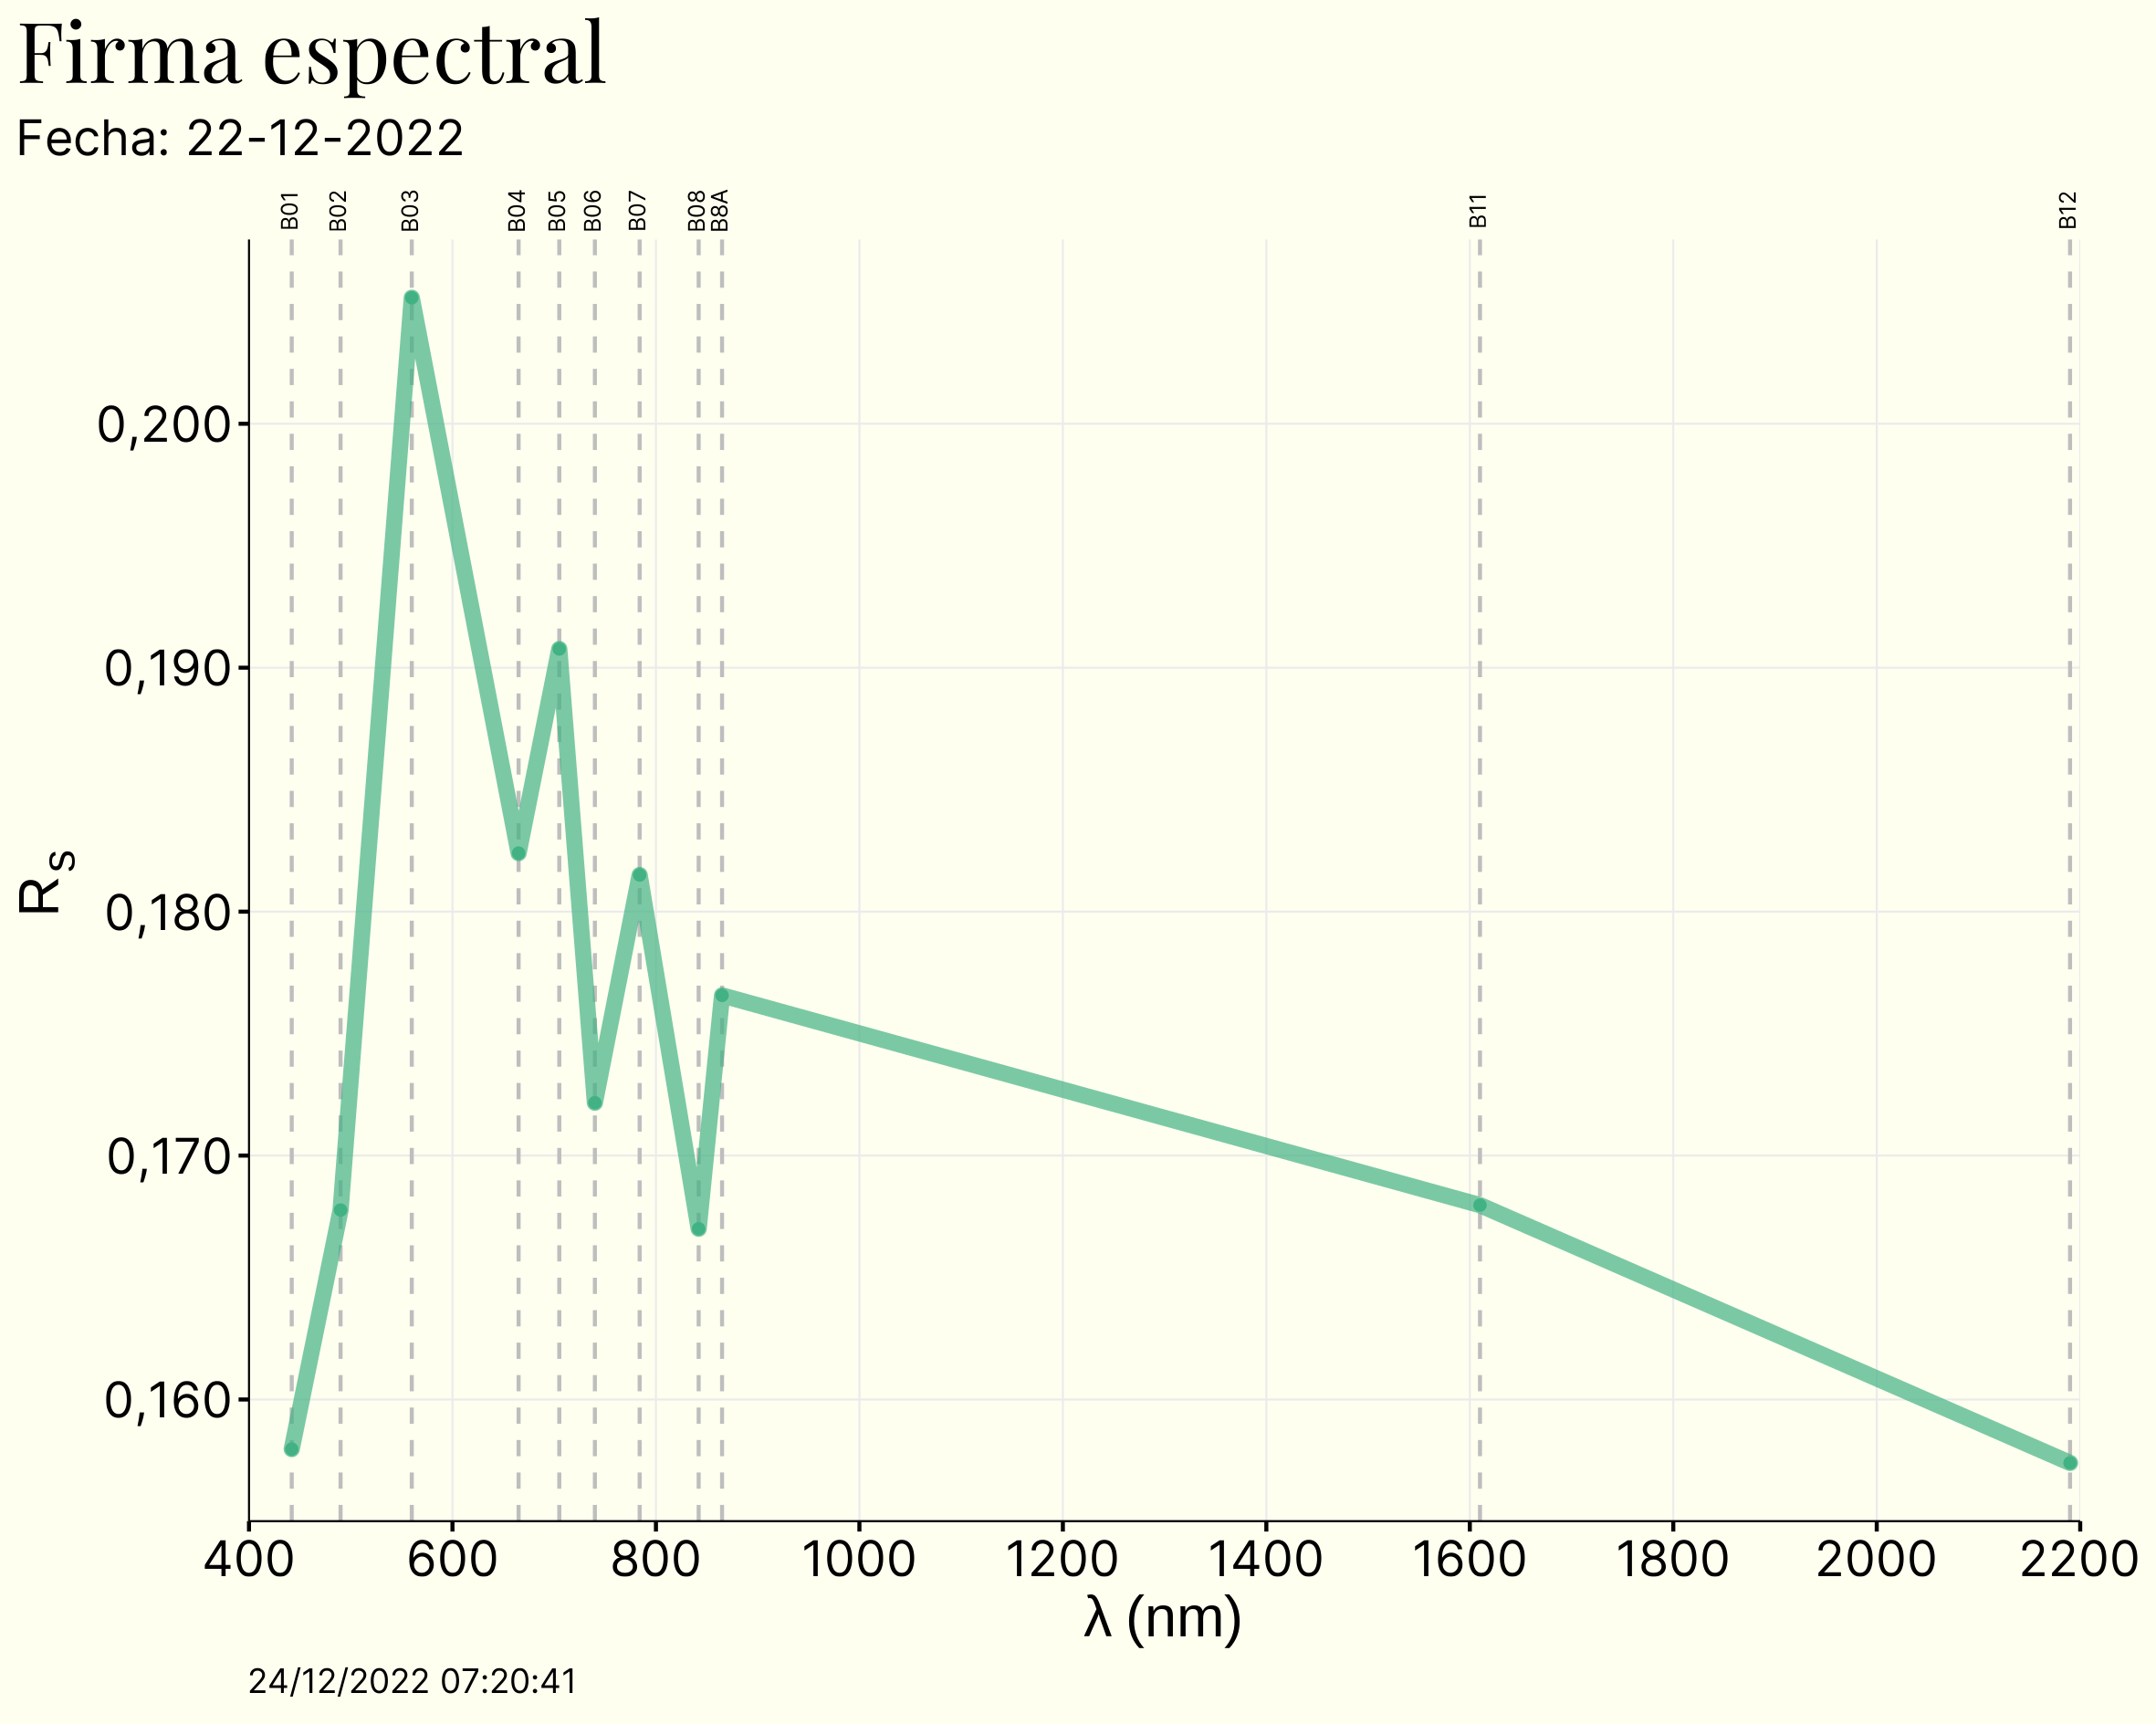 Firma espectral
Fecha: 22-12-2022
B01 B02 B03 B04 B05 B06 B07 B08 B8A B11 B12
0,200
0,190
0,180
0,170
0,160
Rs
400 600 800 1000 1200 1400 1600 1800 2000 2200
λ (nm)
24/12/2022 07:20:41